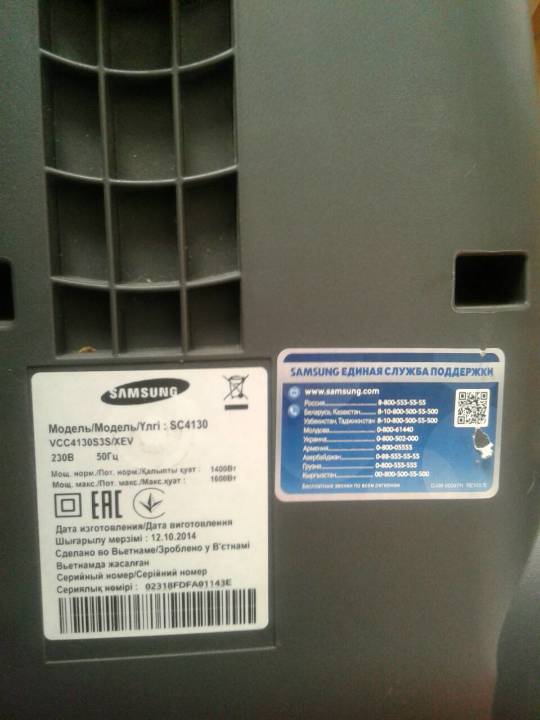 SAMSUNG
Модель/Модель/Үлгі : SC4130
VCC4130S3S/XEV
230В 50Гц
Мощ. норм./Пот. норм./Қалыпты қуат : 1400Вт
Мощ. макс./Пот. макс./Макс.қуат : 1600Вт
EAC
Дата изготовления/Дата виготовлення
Шығарылу мерзімі : 12.10.2014
Сделано во Вьетнаме/Зроблено у В'єтнамі
Вьетнамда жасалған
Серийный номер/Серійний номер
Сериялық нөмірі : 02318FDFA01143E
SAMSUNG ЕДИНАЯ СЛУЖБА ПОДДЕРЖКИ
www.samsung.com
Россия 8-800-555-55-55
Беларусь, Казахстан 8-10-800-500-55-500
Узбекистан, Таджикистан 8-10-800-500-55-500
Молдова 0-800-61440
Украина 0-800-502-000
Армения 0-800-05555
Азербайджан 0-88-555-55-55
Грузия 0-800-555-555
Кыргызстан 00-800-500-55-500
Бесплатные звонки по всем регионам